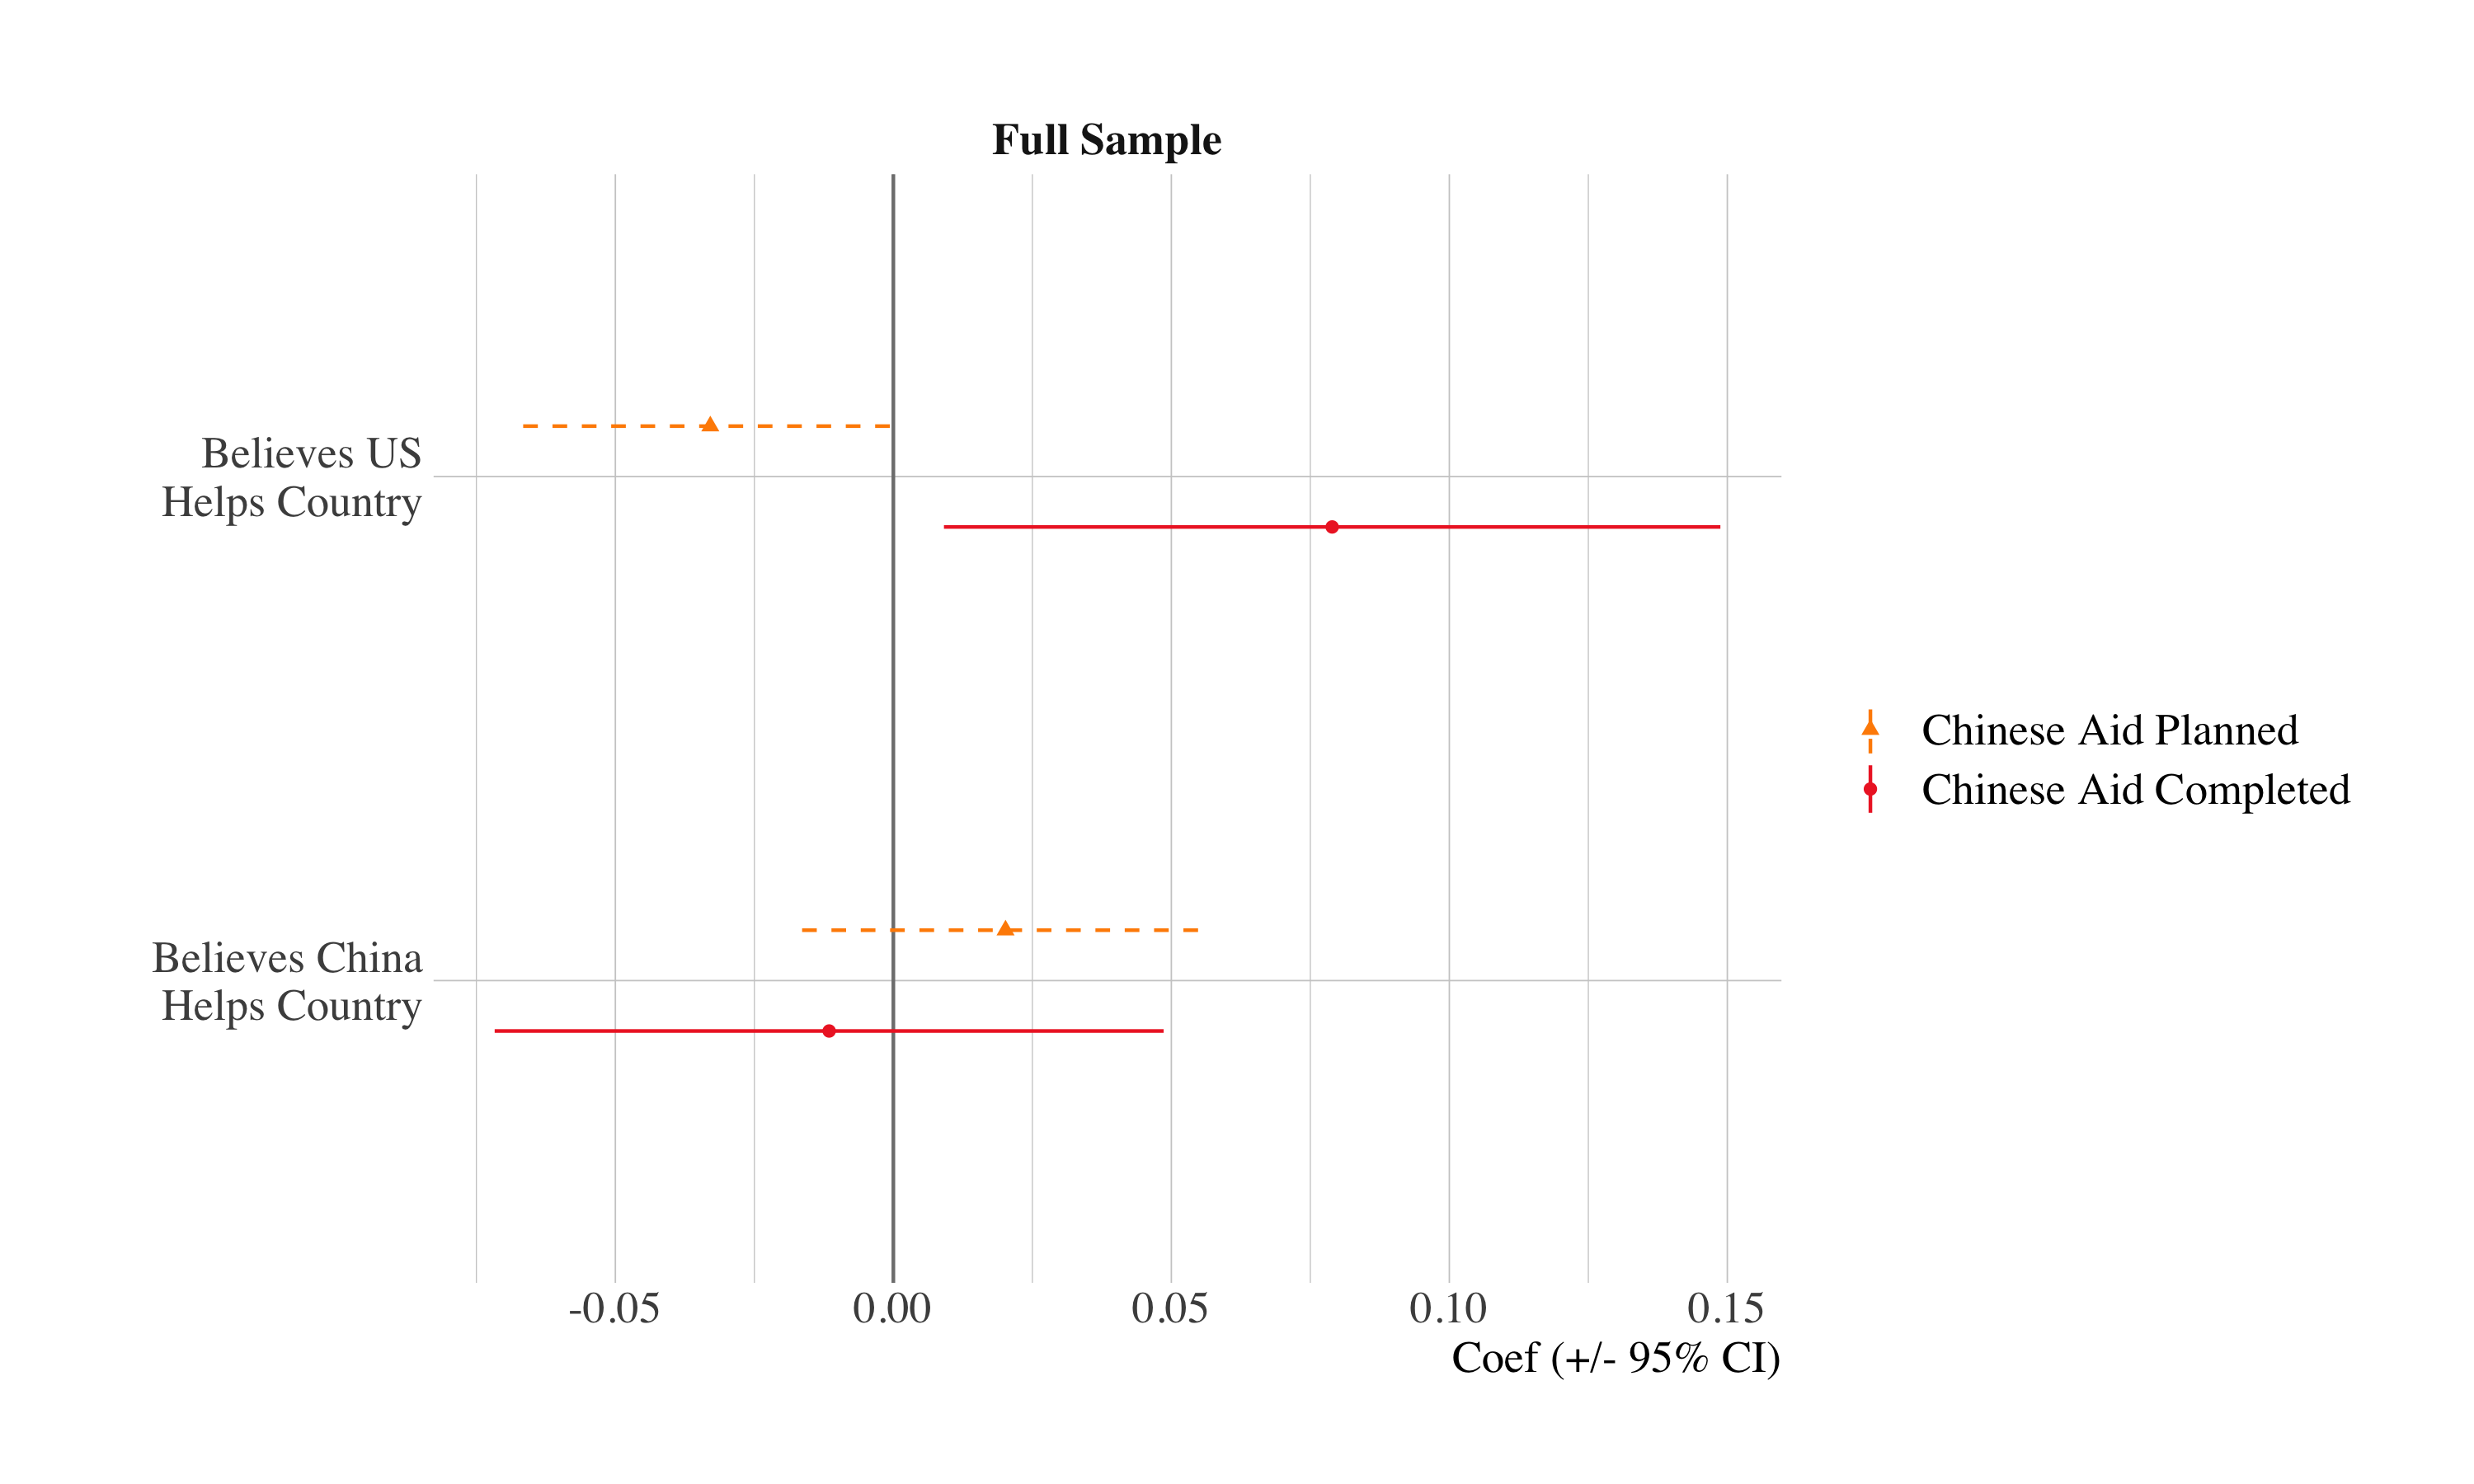 Full Sample
Believes US
Helps Country
Believes China
Helps Country
Chinese Aid Planned
Chinese Aid Completed
-0.05 0.00 0.05 0.10 0.15
Coef (+/- 95% CI)